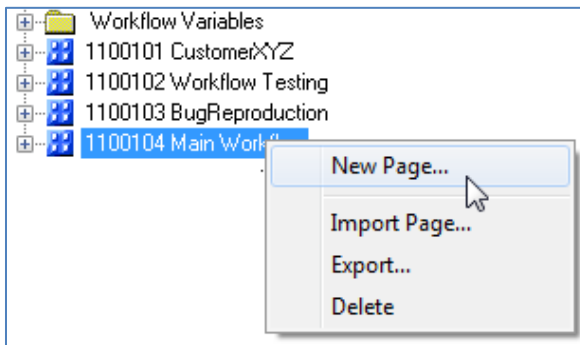 Workflow Variables
1100101 CustomerXYZ
1100102 Workflow Testing
1100103 BugReproduction
1100104 Main
New Page...
Import Page...
Export...
Delete